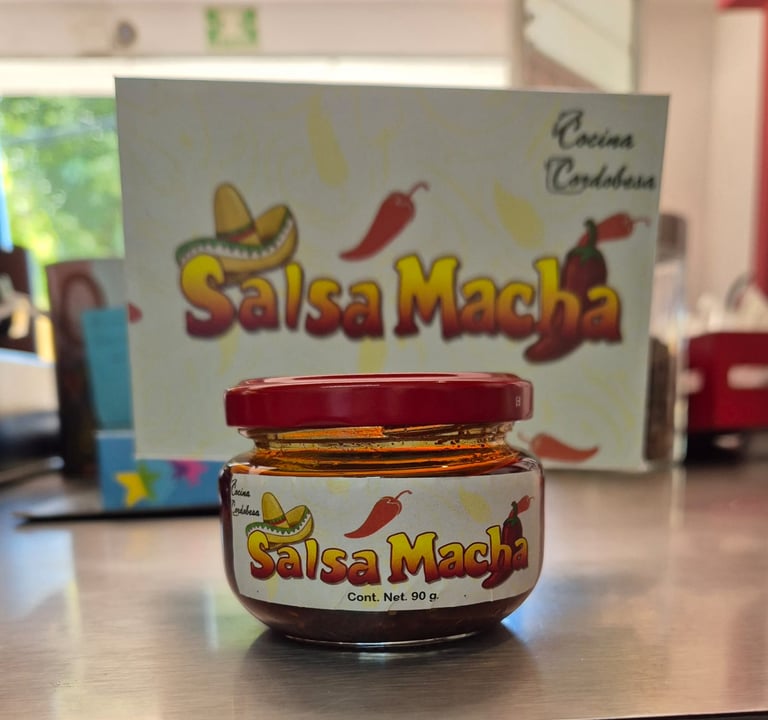 Cocina
Cordobesa
Salsa Macha
Cocina
Cordobesa
Salsa Macha
Cont. Net. 90 g.